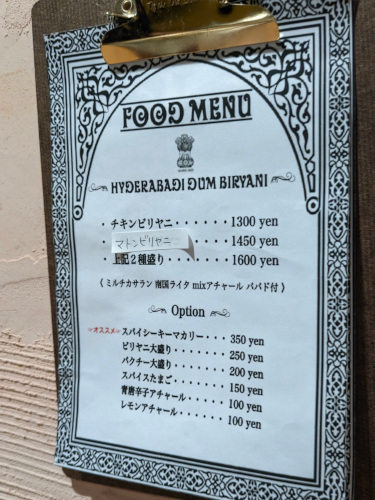 FOOD MENU
HYDERABADI DUM BIRYANI
・チキンビリヤニ・・・・・・・1300 yen
・マトンビリヤニ・・・・1450 yen
・上記２種盛り・・・・・・・1600 yen
( ミルチカサラン 南国ライタ mixアチャール パパド付 )
Option
☆オススメ☆ スパイシーキーマカリー・・・350 yen
ビリヤニ大盛り・・・・・・・250 yen
パクチー大盛り・・・・・・・200 yen
スパイスたまご・・・・・・・150 yen
青唐辛子アチャール・・・・・100 yen
レモンアチャール・・・・・・100 yen